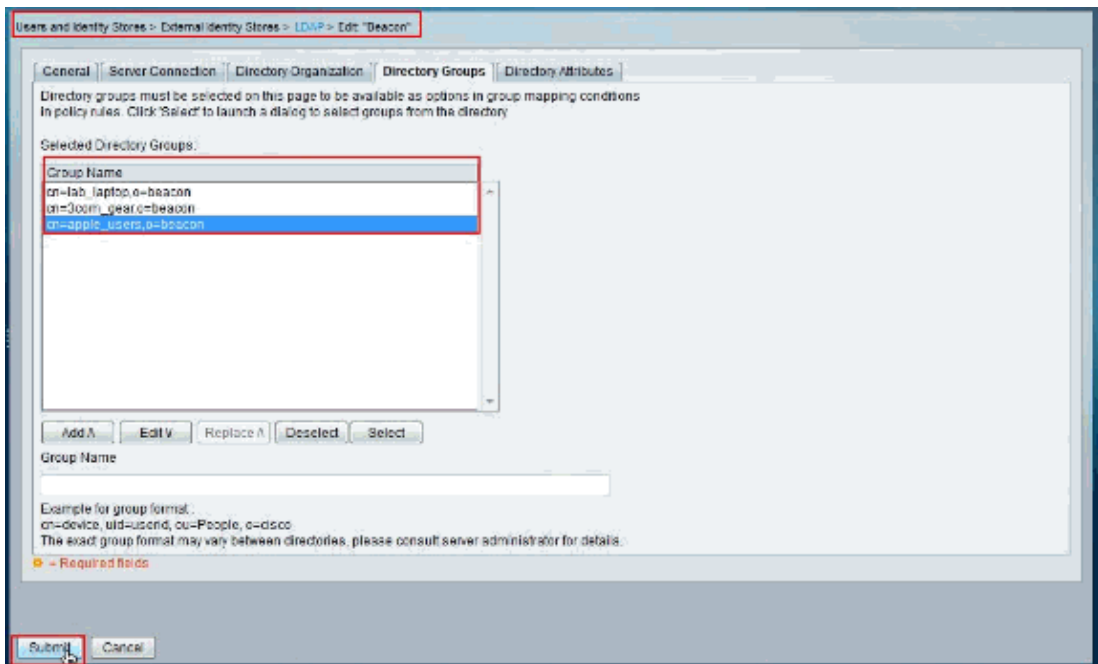 Users and Identity Stores > External Identity Stores > LDAP > Edit: "Beacon"
General Server Connection Directory Organization Directory Groups Directory Attributes
Directory groups must be selected on this page to be available as options in group mapping conditions
in policy rules. Click 'Select' to launch a dialog to select groups from the directory
Selected Directory Groups:
Group Name
cn=lab_laptop,o=beacon
cn=3com_gear,o=beacon
cn=apple_users,o=beacon
Add Λ Edit V Replace Λ Deselect Select
Group Name
Example for group format :
cn=device, uid=userid, ou=People, o=cisco
The exact group format may vary between directories, please consult server administrator for details.
= Required fields
Submit Cancel